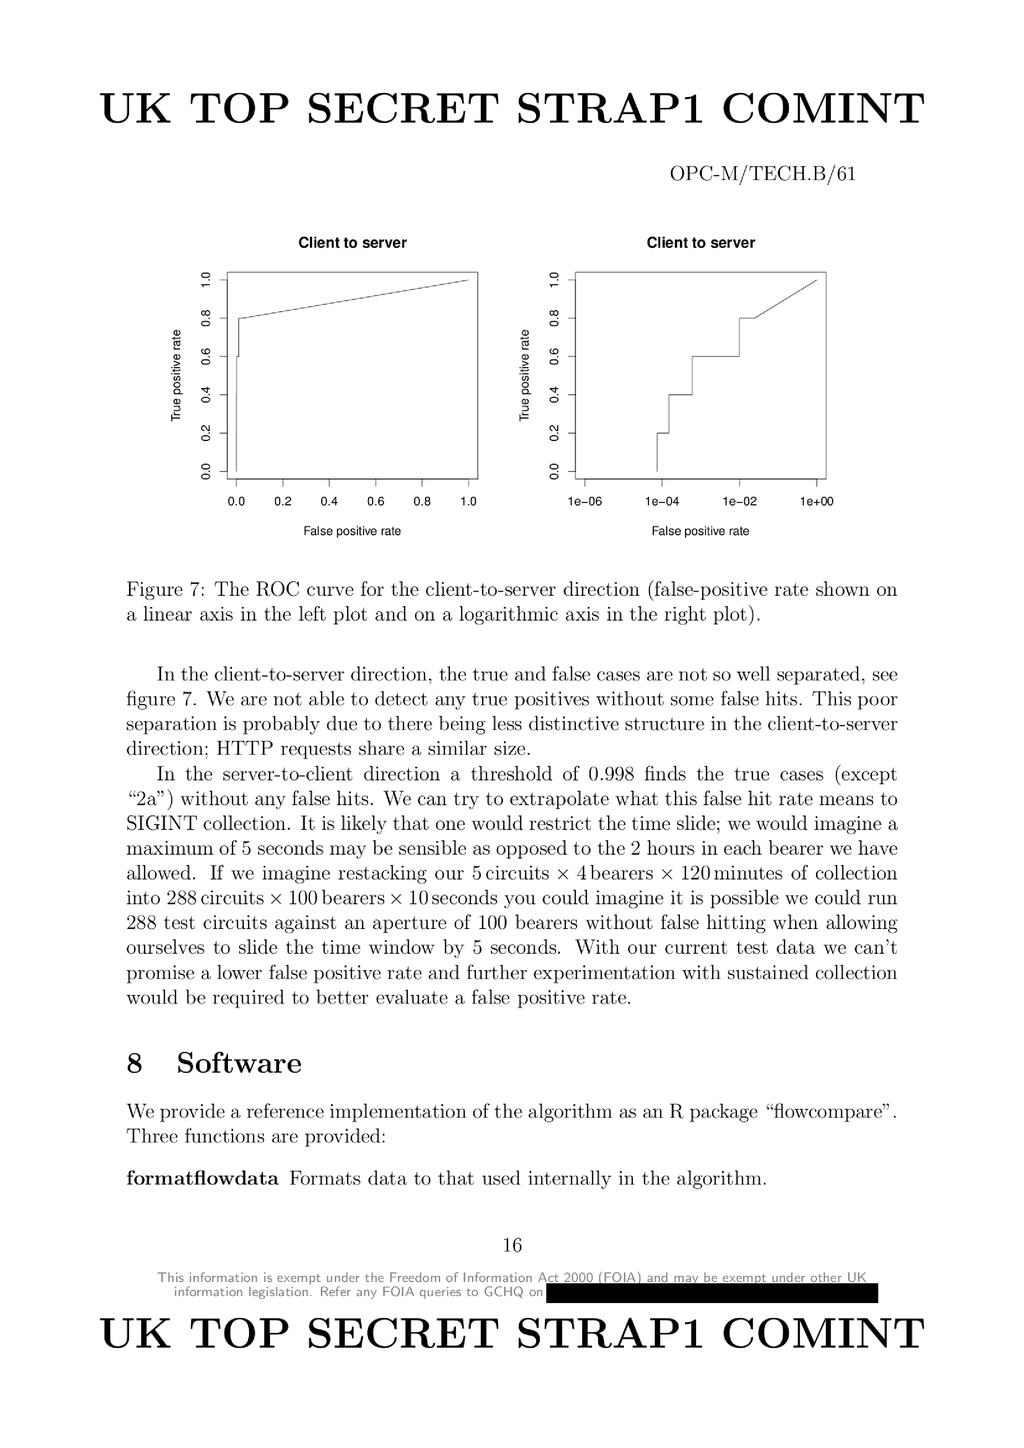 UK TOP SECRET STRAP1 COMINT
OPC-M/TECH.B/61
Client to server
True positive rate
1.0
0.8
0.6
0.4
0.2
0.0
0.0 0.2 0.4 0.6 0.8 1.0
False positive rate
Client to server
True positive rate
1.0
0.8
0.6
0.4
0.2
0.0
1e−06 1e−04 1e−02 1e+00
False positive rate
Figure 7: The ROC curve for the client-to-server direction (false-positive rate shown on
a linear axis in the left plot and on a logarithmic axis in the right plot).
In the client-to-server direction, the true and false cases are not so well separated, see
figure 7. We are not able to detect any true positives without some false hits. This poor
separation is probably due to there being less distinctive structure in the client-to-server
direction; HTTP requests share a similar size.
In the server-to-client direction a threshold of 0.998 finds the true cases (except
“2a”) without any false hits. We can try to extrapolate what this false hit rate means to
SIGINT collection. It is likely that one would restrict the time slide; we would imagine a
maximum of 5 seconds may be sensible as opposed to the 2 hours in each bearer we have
allowed. If we imagine restacking our 5 circuits × 4 bearers × 120 minutes of collection
into 288 circuits × 100 bearers × 10 seconds you could imagine it is possible we could run
288 test circuits against an aperture of 100 bearers without false hitting when allowing
ourselves to slide the time window by 5 seconds. With our current test data we can’t
promise a lower false positive rate and further experimentation with sustained collection
would be required to better evaluate a false positive rate.
8 Software
We provide a reference implementation of the algorithm as an R package “flowcompare”.
Three functions are provided:
formatflowdata Formats data to that used internally in the algorithm.
16
This information is exempt under the Freedom of Information Act 2000 (FOIA) and may be exempt under other UK
information legislation. Refer any FOIA queries to GCHQ on
UK TOP SECRET STRAP1 COMINT